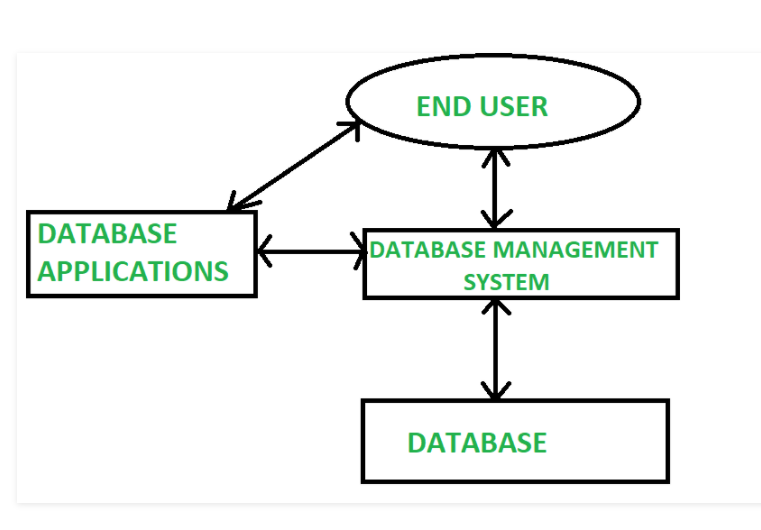 END USER
DATABASE
APPLICATIONS
DATABASE MANAGEMENT
SYSTEM
DATABASE